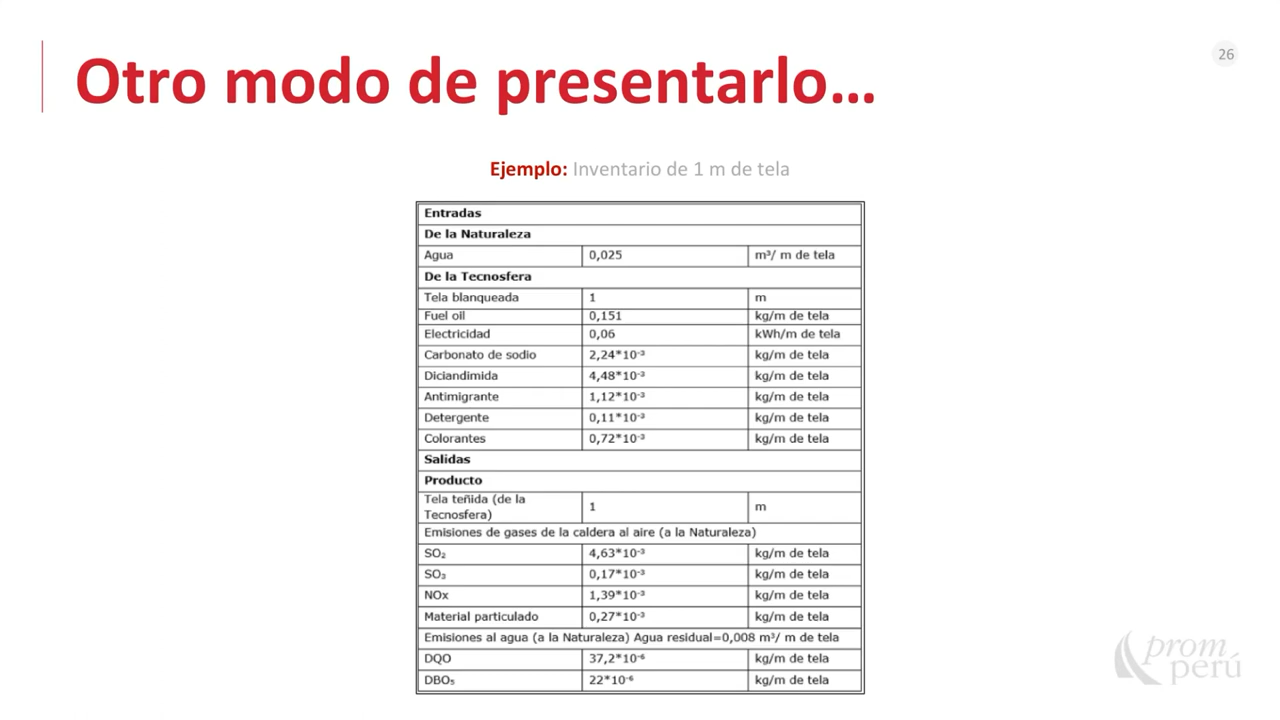 26
Otro modo de presentarlo...
Ejemplo: Inventario de 1 m de tela
Entradas
De la Naturaleza
Agua 0,025 m³/ m de tela
De la Tecnosfera
Tela blanqueada 1 m
Fuel oil 0,151 kg/m de tela
Electricidad 0,06 kWh/m de tela
Carbonato de sodio 2,24*10⁻³ kg/m de tela
Diciandimida 4,48*10⁻³ kg/m de tela
Antimigrante 1,12*10⁻³ kg/m de tela
Detergente 0,11*10⁻³ kg/m de tela
Colorantes 0,72*10⁻³ kg/m de tela
Salidas
Producto
Tela teñida (de la
Tecnosfera) 1 m
Emisiones de gases de la caldera al aire (a la Naturaleza)
SO₂ 4,63*10⁻³ kg/m de tela
SO₃ 0,17*10⁻³ kg/m de tela
NOx 1,39*10⁻³ kg/m de tela
Material particulado 0,27*10⁻³ kg/m de tela
Emisiones al agua (a la Naturaleza) Agua residual=0,008 m³/ m de tela
DQO 37,2*10⁻⁶ kg/m de tela
DBO₅ 22*10⁻⁶ kg/m de tela
prom
perú